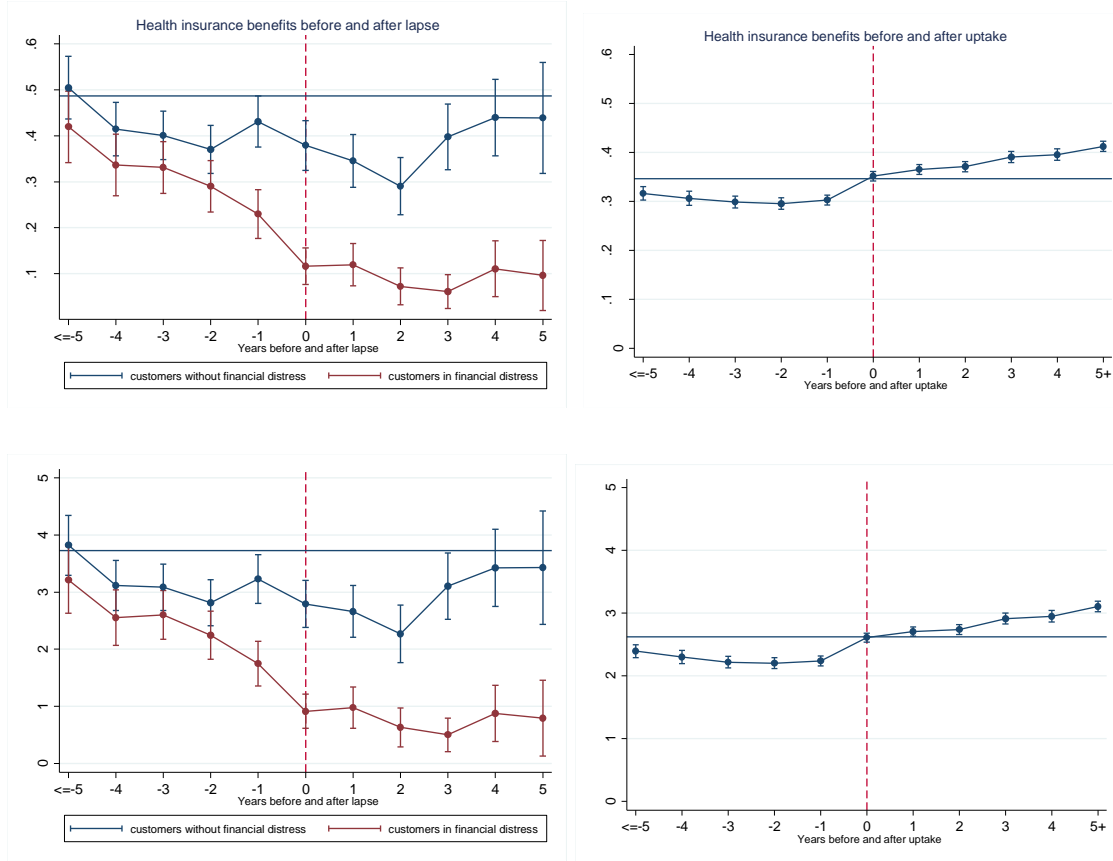 Health insurance benefits before and after lapse
.6
.5
.4
.3
.2
.1
<=-5 -4 -3 -2 -1 0 1 2 3 4 5
Years before and after lapse
customers without financial distress customers in financial distress
Health insurance benefits before and after uptake
.6
.5
.4
.3
.2
.1
0
<=-5 -4 -3 -2 -1 0 1 2 3 4 5+
Years before and after uptake
5
4
3
2
1
0
<=-5 -4 -3 -2 -1 0 1 2 3 4 5
Years before and after lapse
customers without financial distress customers in financial distress
5
4
3
2
1
0
<=-5 -4 -3 -2 -1 0 1 2 3 4 5+
Years before and after uptake